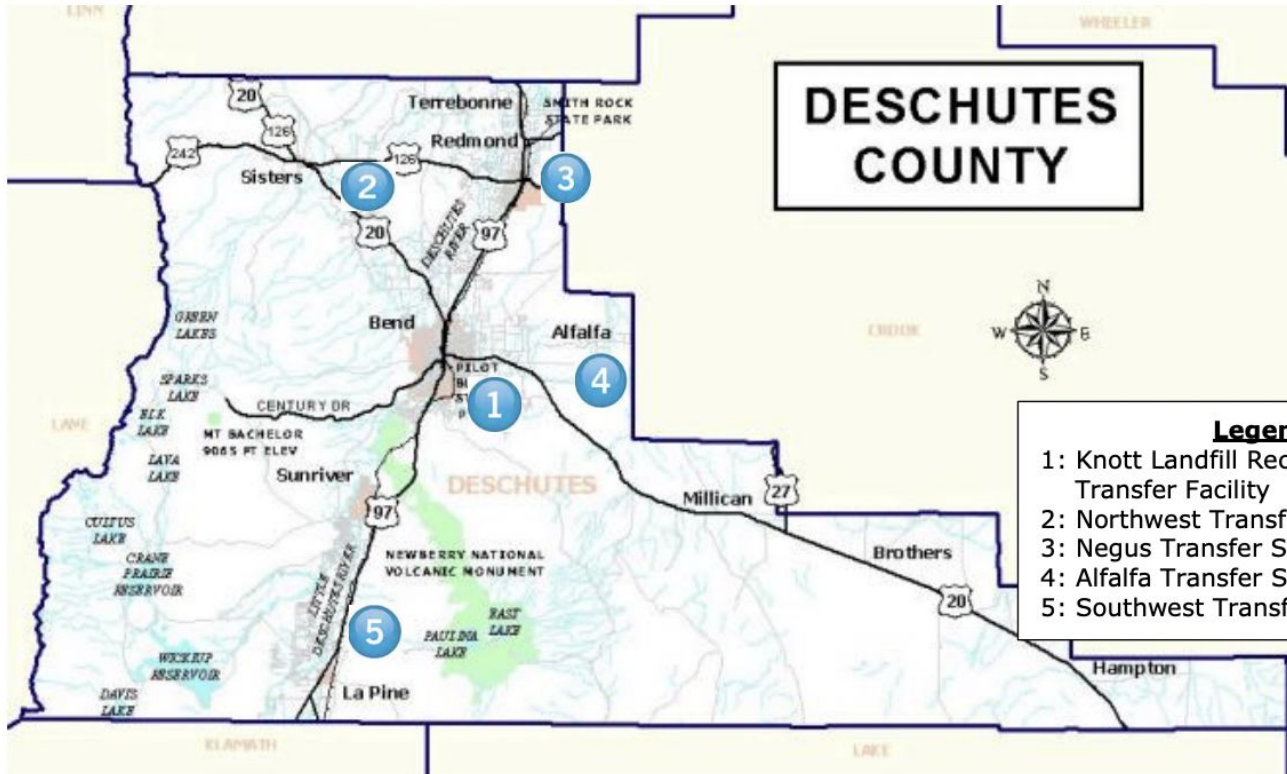 LINN
WHEELER
DESCHUTES
COUNTY
20
Terrebonne
SMITH ROCK
STATE PARK
126
Redmond
242
126
Sisters
2
3
20
DESCHUTES
RIVER
97
N
W
E
S
GREEN
LAKES
Bend
Alfalfa
CROOK
PILOT
4
1
SPARKS
LAKE
CENTURY DR
ELK
LAKE
LANE
MT BACHELOR
9065 FT ELEV
LAVA
LAKE
Sunriver
DESCHUTES
Millican
27
97
CULTUS
LAKE
CRANE
PRAIRIE
RESERVOIR
NEWBERRY NATIONAL
VOLCANIC MONUMENT
Brothers
20
LITTLE
DESCHUTES RIVER
5
EAST
LAKE
PAULINA
LAKE
WICKIUP
RESERVOIR
Hampton
DAVIS
LAKE
La Pine
KLAMATH
LAKE
1: Knott Landfill
Transfer Facility
2: Northwest
3: Negus Transfer
4: Alfalfa Transfer
5: Southwest